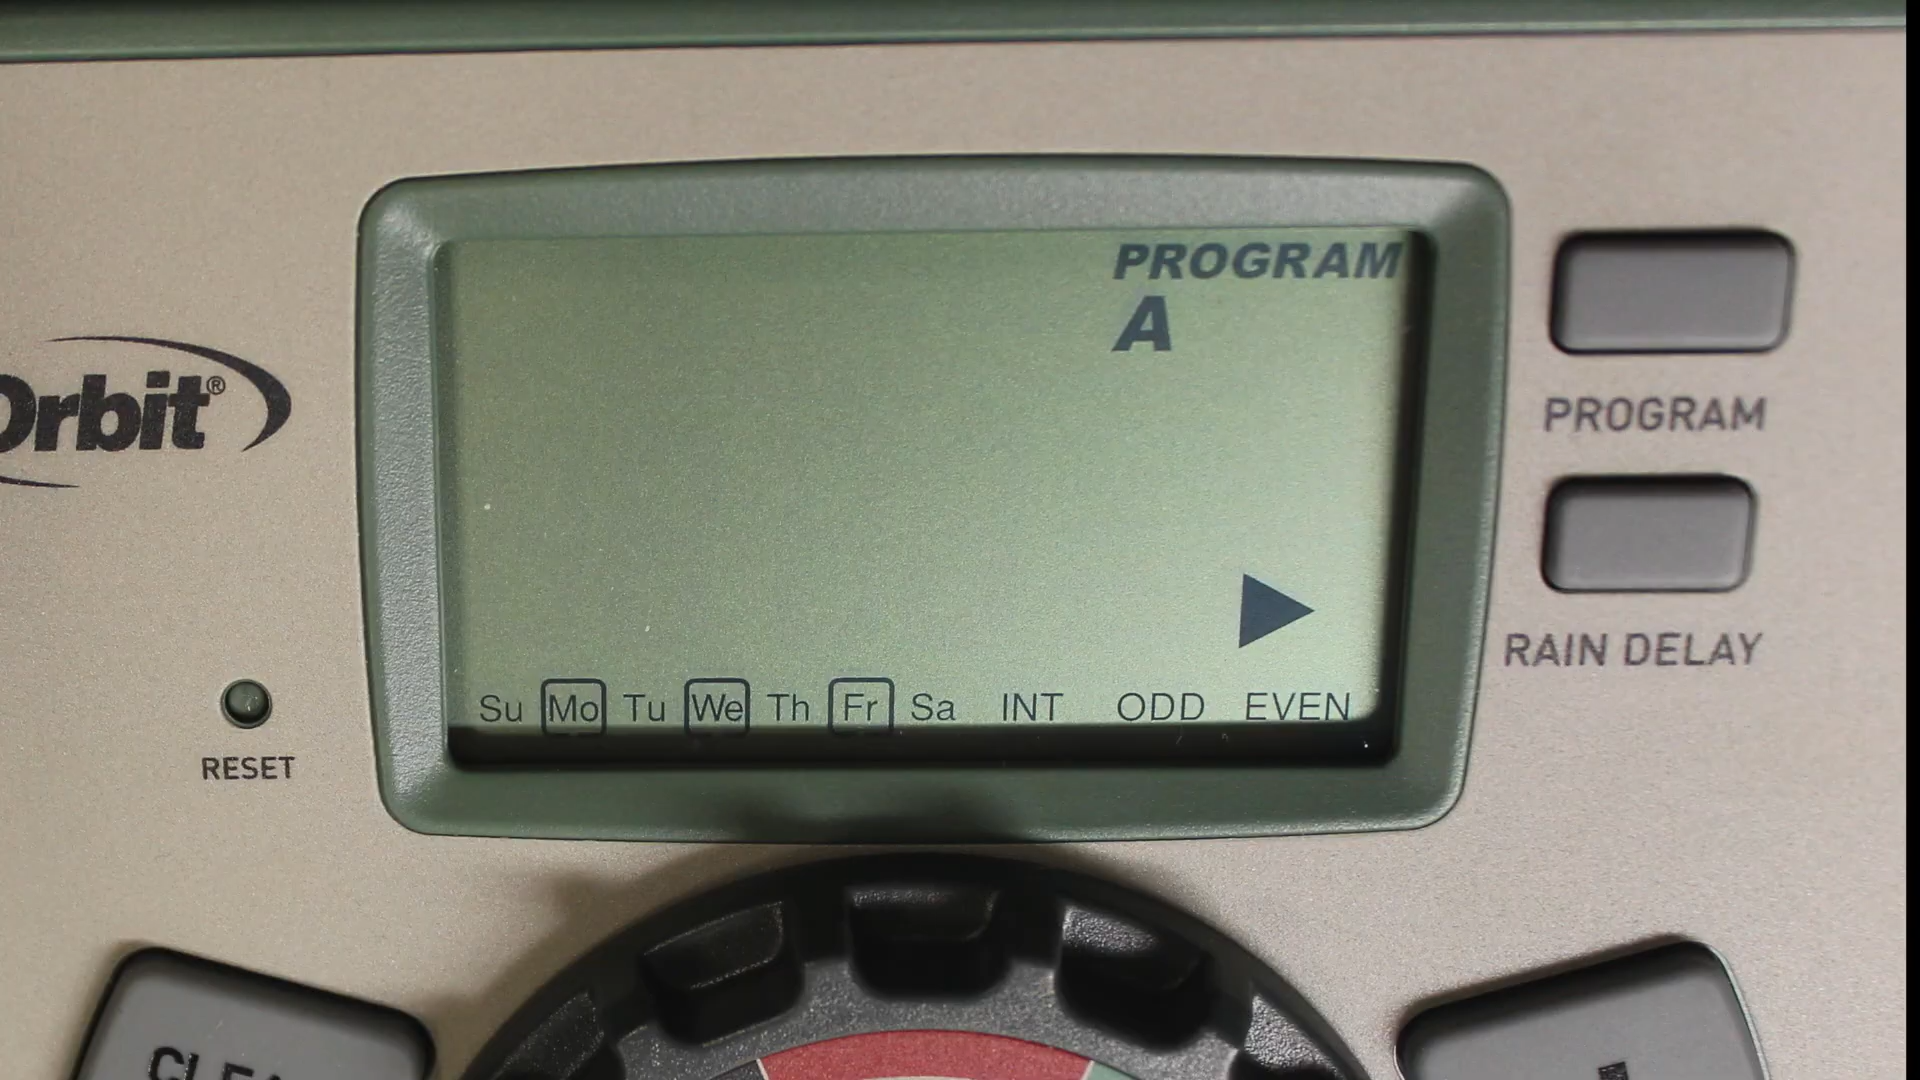 PROGRAM
A
Orbit®
PROGRAM
RAIN DELAY
Su Mo Tu We Th Fr Sa INT ODD EVEN
RESET